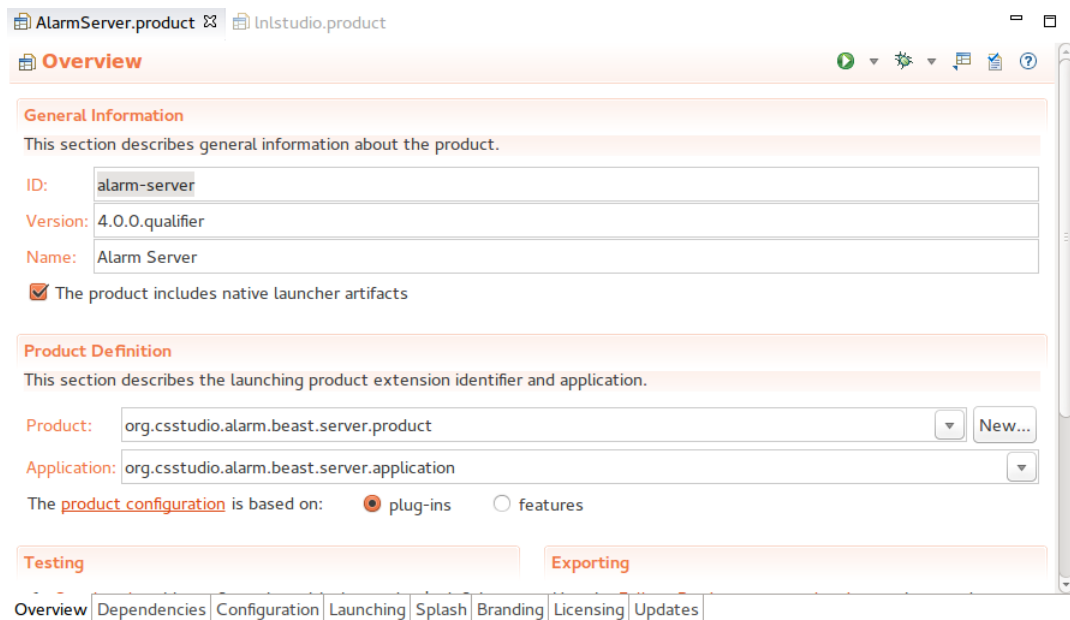 AlarmServer.product lnlstudio.product
Overview
General Information
This section describes general information about the product.
ID: alarm-server
Version: 4.0.0.qualifier
Name: Alarm Server
The product includes native launcher artifacts
Product Definition
This section describes the launching product extension identifier and application.
Product: org.csstudio.alarm.beast.server.product New...
Application: org.csstudio.alarm.beast.server.application
The product configuration is based on: plug-ins features
Testing Exporting
Overview Dependencies Configuration Launching Splash Branding Licensing Updates